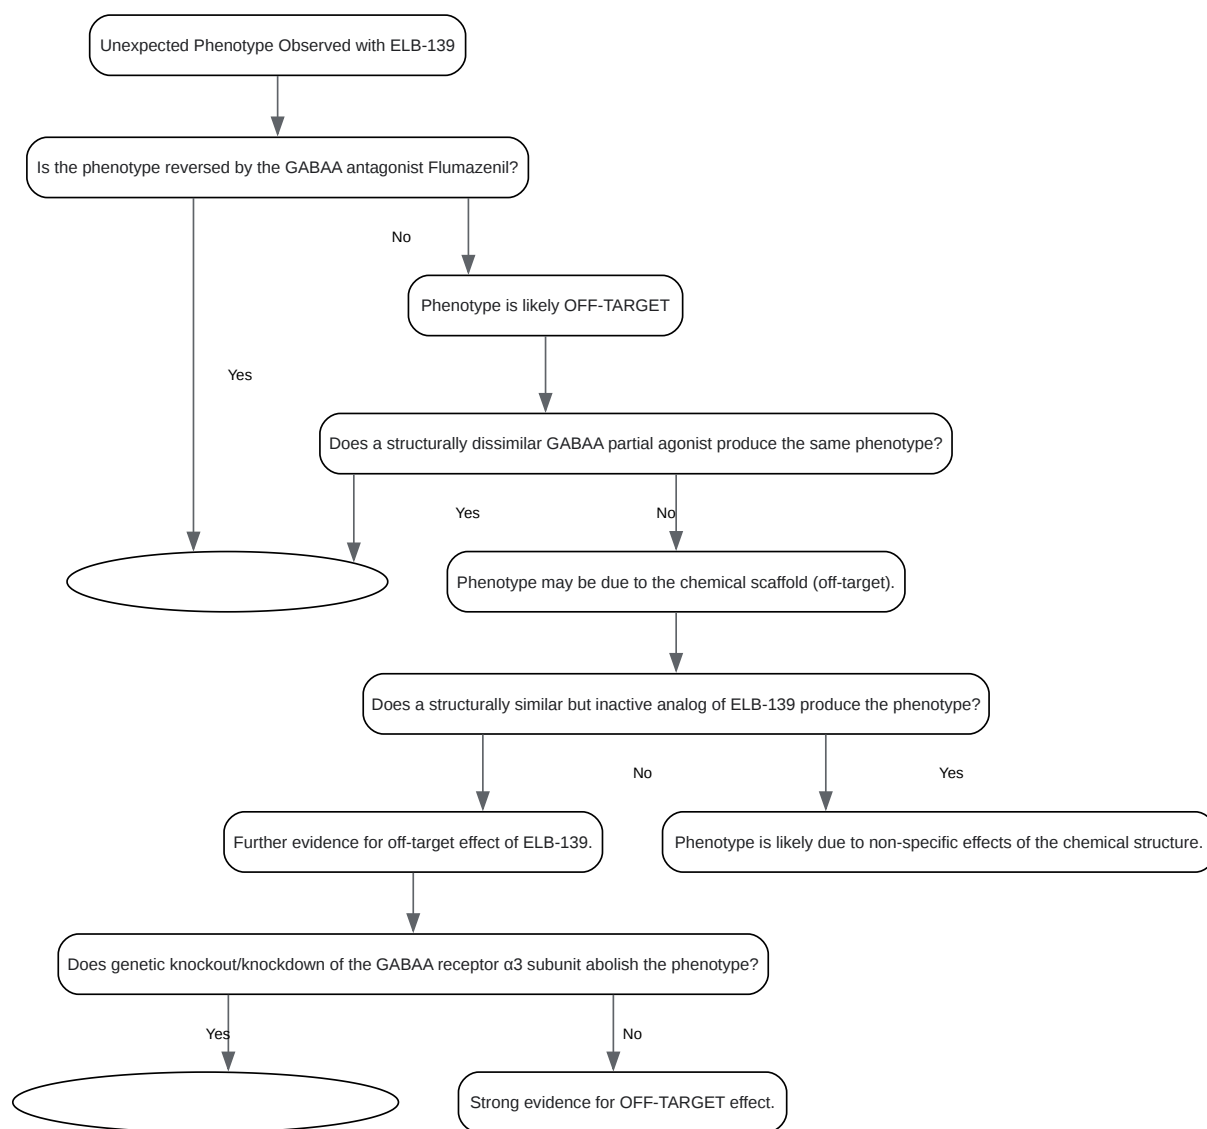 Unexpected Phenotype Observed with ELB-139
Is the phenotype reversed by the GABAA antagonist Flumazenil?
No
Phenotype is likely OFF-TARGET
Yes
Does a structurally dissimilar GABAA partial agonist produce the same phenotype?
Yes
No
Phenotype may be due to the chemical scaffold (off-target).
Does a structurally similar but inactive analog of ELB-139 produce the phenotype?
No
Yes
Further evidence for off-target effect of ELB-139.
Phenotype is likely due to non-specific effects of the chemical structure.
Does genetic knockout/knockdown of the GABAA receptor α3 subunit abolish the phenotype?
Yes
No
Strong evidence for OFF-TARGET effect.